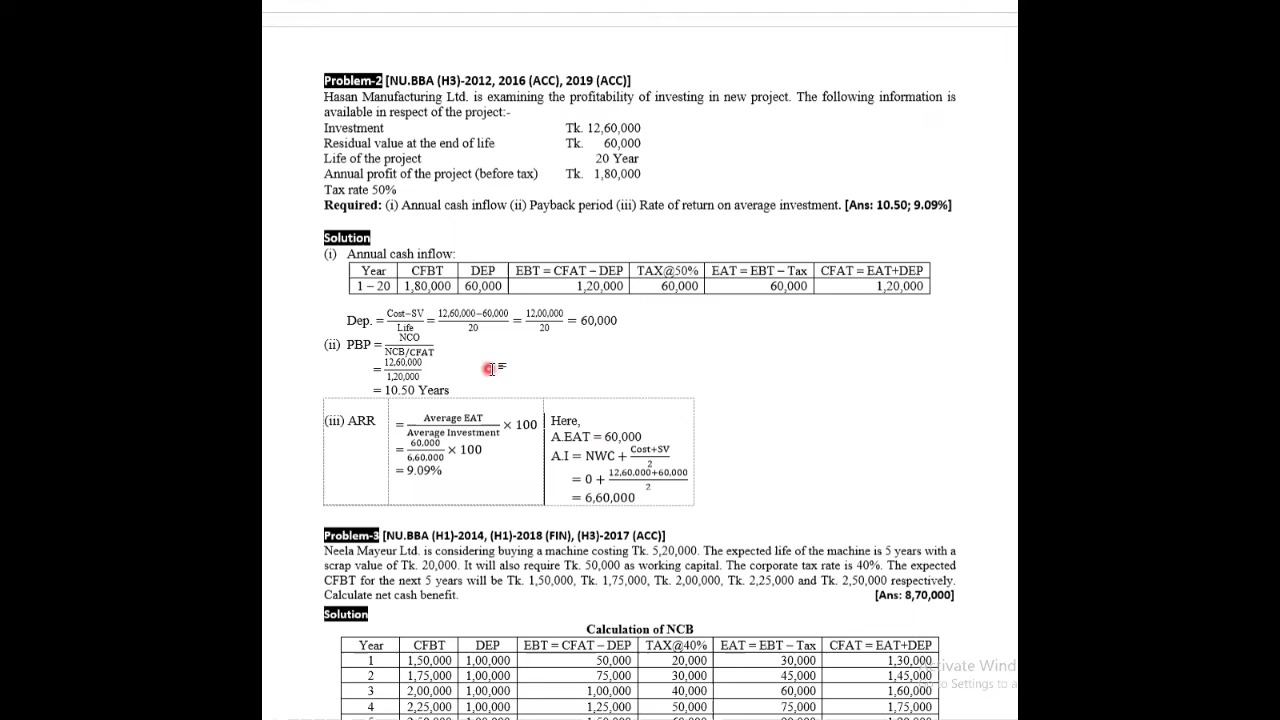 Problem-2 [NU.BBA (H3)-2012, 2016 (ACC), 2019 (ACC)]
Hasan Manufacturing Ltd. is examining the profitability of investing in new project. The following information is
available in respect of the project:-
Investment Tk. 12,60,000
Residual value at the end of life Tk. 60,000
Life of the project 20 Year
Annual profit of the project (before tax) Tk. 1,80,000
Tax rate 50%
Required: (i) Annual cash inflow (ii) Payback period (iii) Rate of return on average investment. [Ans: 10.50; 9.09%]
Solution
(i) Annual cash inflow:
Year CFBT DEP EBT = CFAT – DEP TAX@50% EAT = EBT – Tax CFAT = EAT+DEP
1 – 20 1,80,000 60,000 1,20,000 60,000 60,000 1,20,000
Dep. = Cost−SV / Life = 12,60,000−60,000 / 20 = 12,00,000 / 20 = 60,000
(ii) PBP = NCO / NCB/CFAT
= 12,60,000 / 1,20,000
= 10.50 Years
(iii) ARR = Average EAT / Average Investment × 100
= 60,000 / 6,60,000 × 100
= 9.09%
Here,
A.EAT = 60,000
A.I = NWC + Cost+SV / 2
= 0 + 12,60,000+60,000 / 2
= 6,60,000
Problem-3 [NU.BBA (H1)-2014, (H1)-2018 (FIN), (H3)-2017 (ACC)]
Neela Mayeur Ltd. is considering buying a machine costing Tk. 5,20,000. The expected life of the machine is 5 years with a
scrap value of Tk. 20,000. It will also require Tk. 50,000 as working capital. The corporate tax rate is 40%. The expected
CFBT for the next 5 years will be Tk. 1,50,000, Tk. 1,75,000, Tk. 2,00,000, Tk. 2,25,000 and Tk. 2,50,000 respectively.
Calculate net cash benefit. [Ans: 8,70,000]
Solution
Calculation of NCB
Year CFBT DEP EBT = CFAT – DEP TAX@40% EAT = EBT – Tax CFAT = EAT+DEP
1 1,50,000 1,00,000 50,000 20,000 30,000 1,30,000
2 1,75,000 1,00,000 75,000 30,000 45,000 1,45,000
3 2,00,000 1,00,000 1,00,000 40,000 60,000 1,60,000
4 2,25,000 1,00,000 1,25,000 50,000 75,000 1,75,000